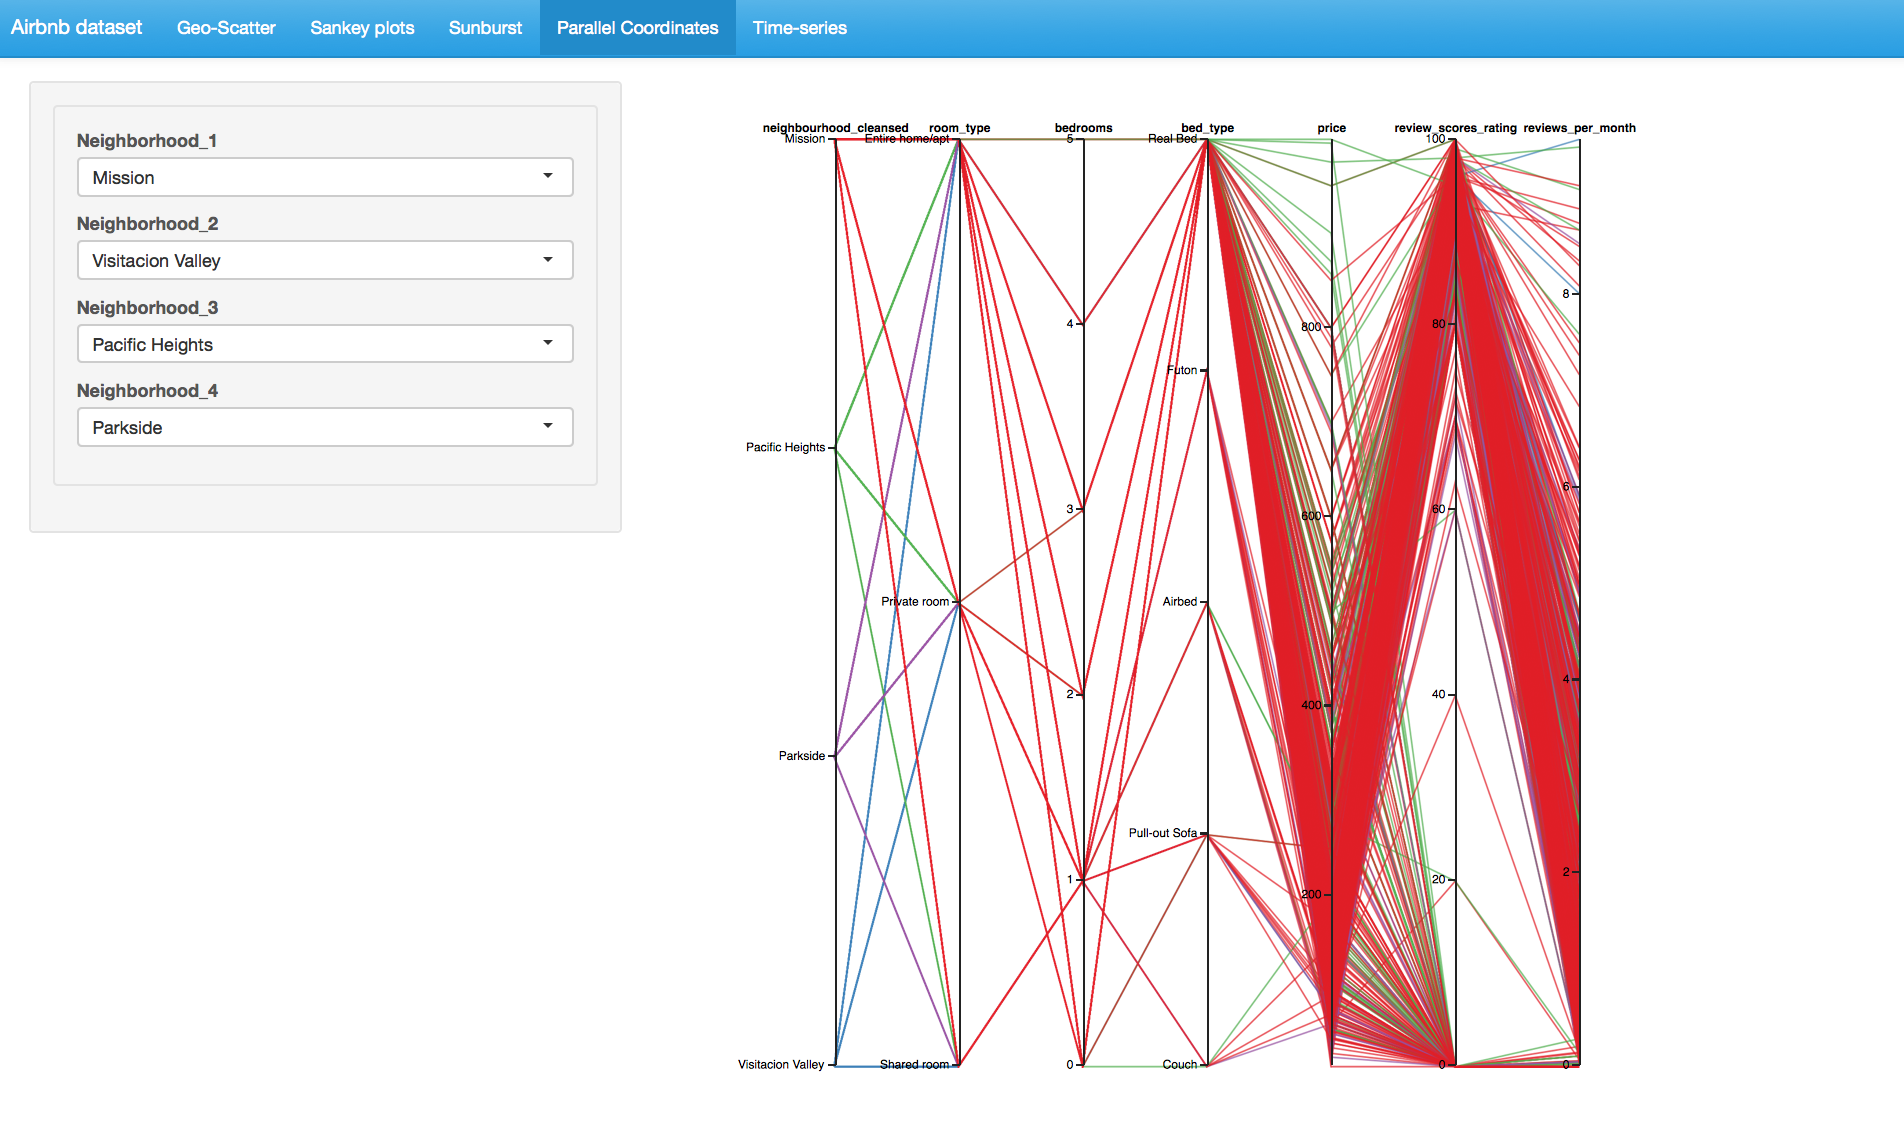 Airbnb dataset Geo-Scatter Sankey plots Sunburst Parallel Coordinates Time-series
Neighborhood_1
Mission
Neighborhood_2
Visitacion Valley
Neighborhood_3
Pacific Heights
Neighborhood_4
Parkside
neighbourhood_cleansed room_type bedrooms bed_type price review_scores_rating reviews_per_month
Mission
Pacific Heights
Parkside
Visitacion Valley
Entire home/apt
Private room
Shared room
5
4
3
2
1
0
Real Bed
Futon
Airbed
Pull-out Sofa
Couch
800
600
400
200
100
80
60
40
20
0
8
6
4
2
0